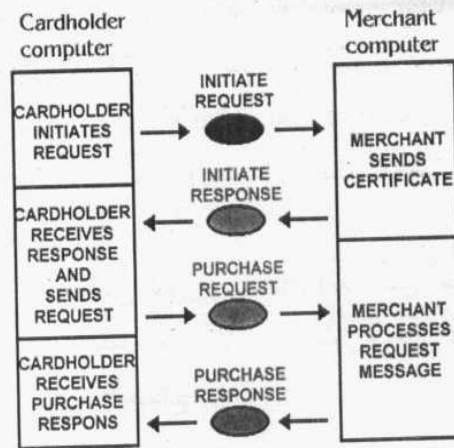 Cardholder
computer
Merchant
computer
CARDHOLDER
INITIATES
REQUEST
INITIATE
REQUEST
MERCHANT
SENDS
CERTIFICATE
INITIATE
RESPONSE
CARDHOLDER
RECEIVES
RESPONSE
AND
SENDS
REQUEST
PURCHASE
REQUEST
MERCHANT
PROCESSES
REQUEST
MESSAGE
CARDHOLDER
RECEIVES
PURCHASE
RESPONS
PURCHASE
RESPONSE